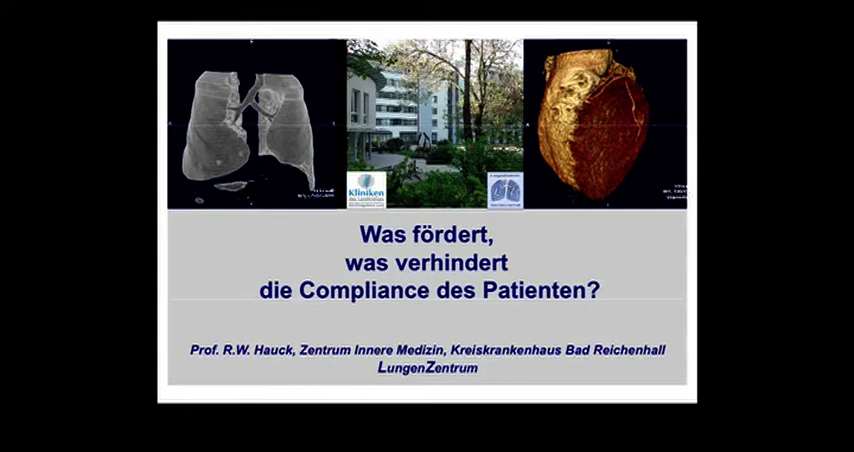 Kliniken
Was fördert,
was verhindert
die Compliance des Patienten?
Prof. R.W. Hauck, Zentrum Innere Medizin, Kreiskrankenhaus Bad Reichenhall
LungenZentrum